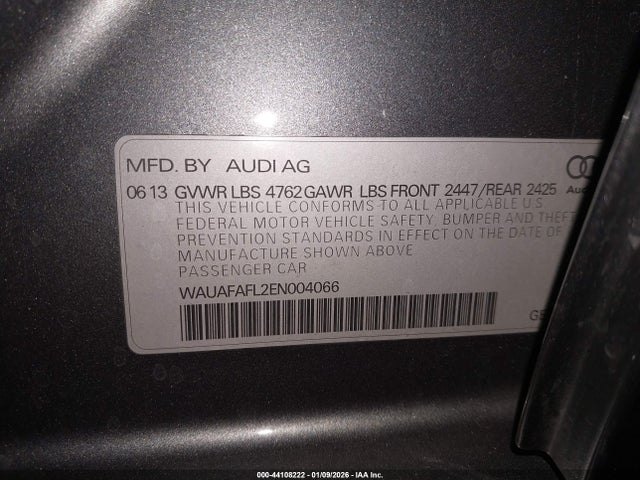 MFD. BY AUDI AG
06 13 GVWR LBS 4762 GAWR LBS FRONT 2447/REAR 2425
THIS VEHICLE CONFORMS TO ALL APPLICABLE U.S
FEDERAL MOTOR VEHICLE SAFETY, BUMPER AND THEFT
PREVENTION STANDARDS IN EFFECT ON THE DATE OF
MANUFACTURE SHOWN ABOVE
PASSENGER CAR
WAUAFAFL2EN004066
000-44108222 - 01/09/2026 - IAA Inc.